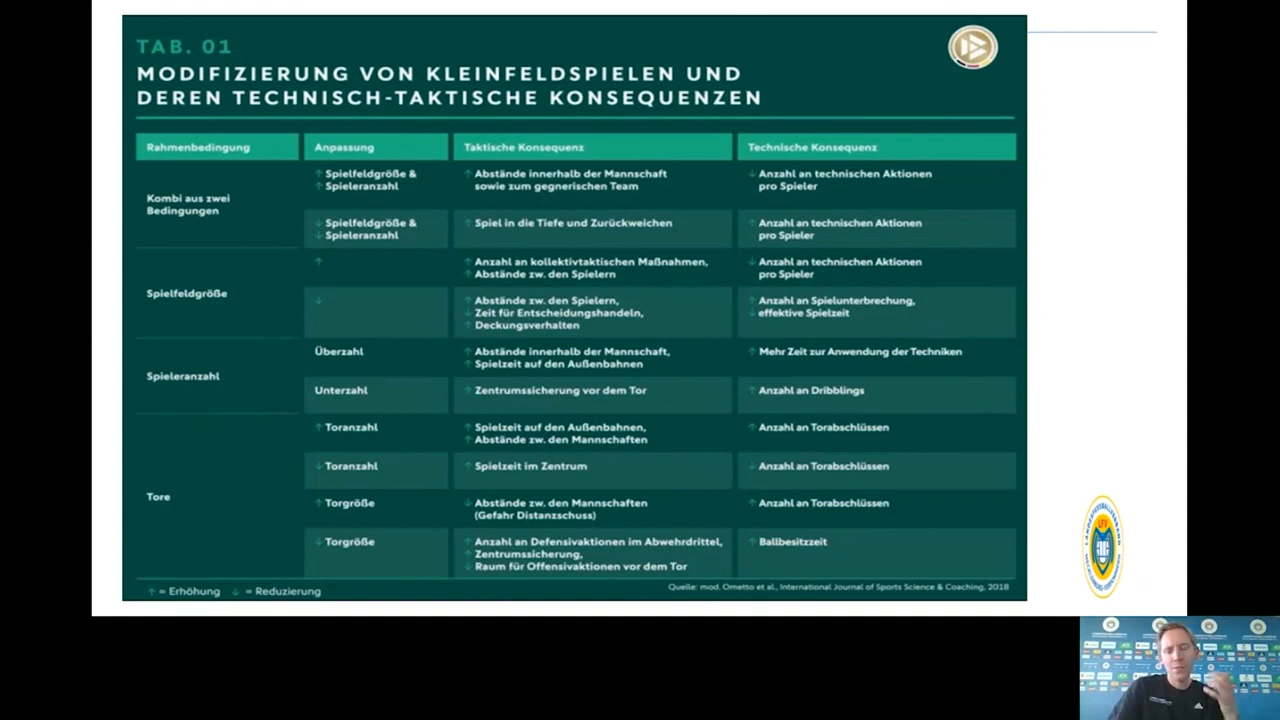 TAB. 01
MODIFIZIERUNG VON KLEINFELDSPIELEN UND
DEREN TECHNISCH-TAKTISCHE KONSEQUENZEN
Rahmenbedingung
Anpassung
Taktische Konsequenz
Technische Konsequenz
Kombi aus zwei
Bedingungen
↑ Spielfeldgröße &
↑ Spieleranzahl
↑ Abstände innerhalb der Mannschaft
sowie zum gegnerischen Team
↓ Anzahl an technischen Aktionen
pro Spieler
↓ Spielfeldgröße &
↓ Spieleranzahl
↑ Spiel in die Tiefe und Zurückweichen
↑ Anzahl an technischen Aktionen
pro Spieler
Spielfeldgröße
↑
↑ Anzahl an kollektivtaktischen Maßnahmen,
↑ Abstände zw. den Spielern
↓ Anzahl an technischen Aktionen
pro Spieler
↓
↑ Abstände zw. den Spielern,
↓ Zeit für Entscheidungshandeln,
↑ Deckungsverhalten
↑ Anzahl an Spielunterbrechung,
↓ effektive Spielzeit
Spieleranzahl
Überzahl
↑ Abstände innerhalb der Mannschaft,
↑ Spielzeit auf den Außenbahnen
↑ Mehr Zeit zur Anwendung der Techniken
Unterzahl
↑ Zentrumssicherung vor dem Tor
↑ Anzahl an Dribblings
Tore
↑ Toranzahl
↑ Spielzeit auf den Außenbahnen,
↑ Abstände zw. den Mannschaften
↑ Anzahl an Torabschlüssen
↓ Toranzahl
↑ Spielzeit im Zentrum
↓ Anzahl an Torabschlüssen
↑ Torgröße
↓ Abstände zw. den Mannschaften
(Gefahr Distanzschuss)
↑ Anzahl an Torabschlüssen
↓ Torgröße
↑ Anzahl an Defensivaktionen im Abwehrdrittel,
↑ Zentrumssicherung,
↓ Raum für Offensivaktionen vor dem Tor
↑ Ballbesitzzeit
↑ = Erhöhung ↓ = Reduzierung
Quelle: mod. Ometto et al., International Journal of Sports Science & Coaching, 2018
LFV